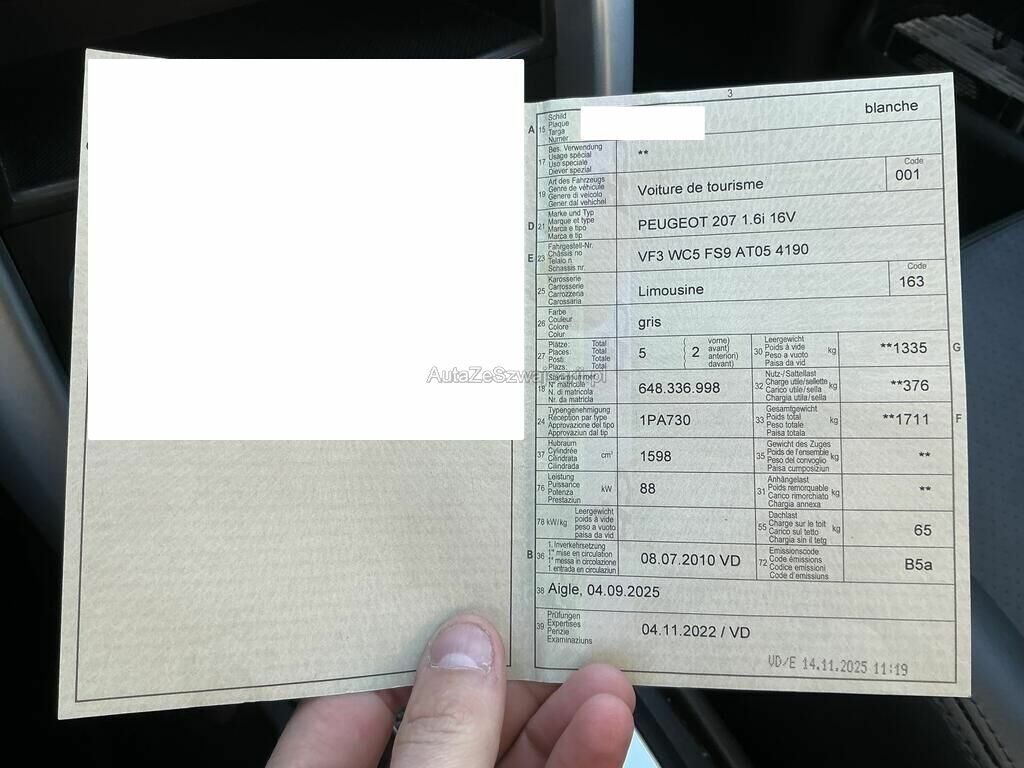 3
A 15 Schild
Plaque
Targa
Numer
blanche
17 Bes. Verwendung
Usage spécial
Uso speciale
Diever spezial
**
19 Art des Fahrzeugs
Genre de véhicule
Genere di veicolo
Gener dal vehichel
Voiture de tourisme
Code
001
D 21 Marke und Typ
Marque et type
Marca e tipo
Marca e tip
PEUGEOT 207 1.6i 16V
E 23 Fahrgestell-Nr.
Châssis no
Telaio n.
Schassis nr.
VF3 WC5 FS9 AT05 4190
25 Karosserie
Carrosserie
Carrozzeria
Carossaria
Limousine
Code
163
26 Farbe
Couleur
Colore
Colur
gris
27 Plätze: Total
Places: Total
Posti: Totale
Plazs: Total
5 ( 2 vorne)
avant)
anteriori)
davant)
30 Leergewicht
Poids à vide
Peso a vuoto
Paisa da vid
kg
**1335
G
AutaZeSzwajcarii.pl
18 Stammnummer
N° matricule
N. di matricola
Nr. da matricla
648.336.998
32 Nutz-/Sattellast
Charge utile/sellette
Carico utile/sella
Chargia utila/sella
kg
**376
24 Typengenehmigung
Réception par type
Approvazione del tipo
Approvaziun dal tip
1PA730
33 Gesamtgewicht
Poids total
Peso totale
Paisa totala
kg
**1711
F
37 Hubraum
Cylindrée
Cilindrata
Cilindrada
cm³
1598
35 Gewicht des Zuges
Poids de l'ensemble
Peso del convoglio
Paisa cumposiziun
kg
**
76 Leistung
Puissance
Potenza
Prestaziun
kW
88
31 Anhängelast
Poids remorquable
Carico rimorchiato
Chargia annexa
kg
**
78 kW/kg Leergewicht
poids à vide
peso a vuoto
paisa da vid
55 Dachlast
Charge sur le toit
Carico sul tetto
Chargia sin il tetg
kg
65
B 36 1. Inverkehrsetzung
1re mise en circulation
1a messa in circolazione
1. entrada en circulaziun
08.07.2010 VD
72 Emissionscode
Code émissions
Codice emissioni
Code d'emissiuns
B5a
38 Aigle, 04.09.2025
39 Prüfungen
Expertises
Perizie
Examinaziuns
04.11.2022 / VD
VD/E 14.11.2025 11:19